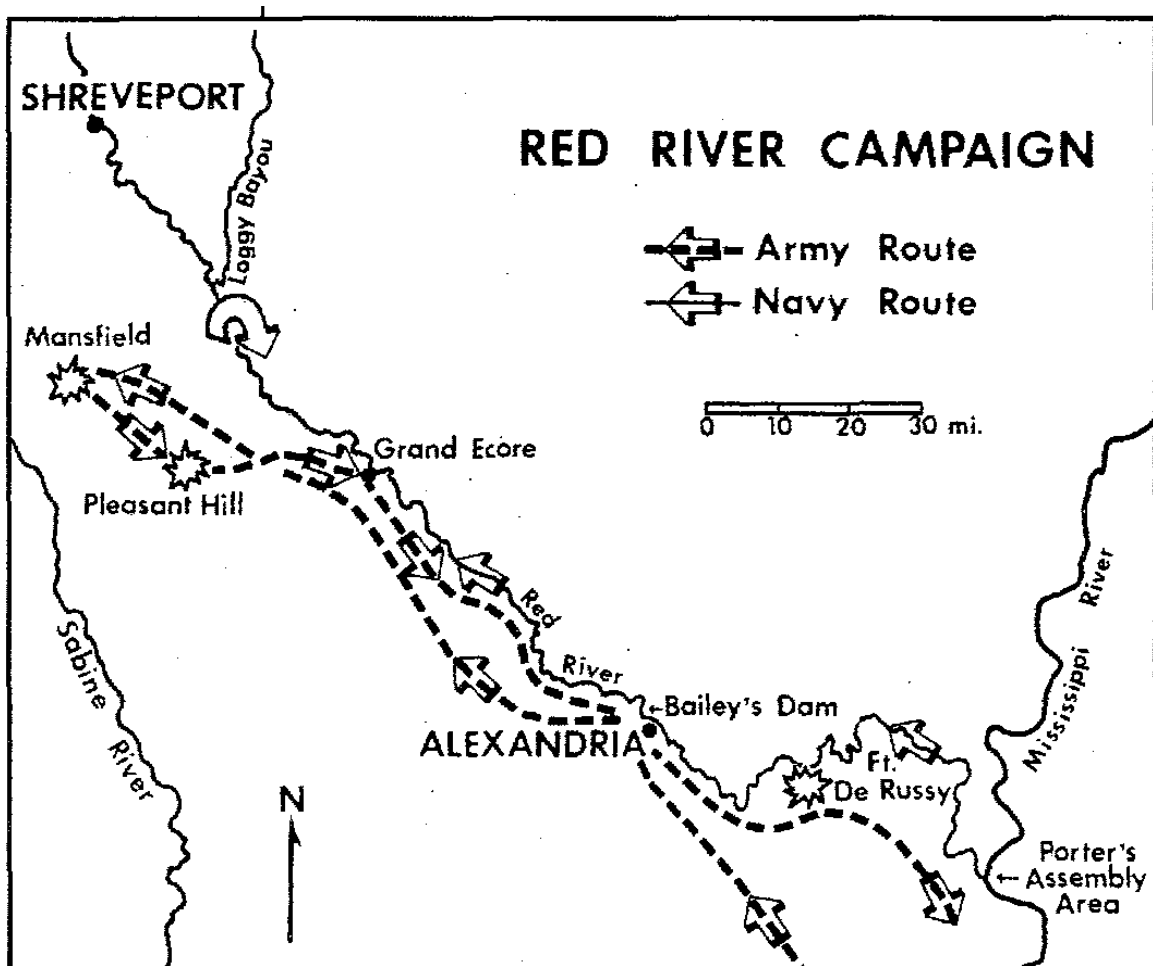 SHREVEPORT
Loggy Bayou
RED RIVER CAMPAIGN
Army Route
Navy Route
0 10 20 30 mi.
Mansfield
Grand Ecore
Pleasant Hill
Red
River
Sabine
River
Mississippi
River
Bailey's Dam
ALEXANDRIA
Ft.
De Russy
N
Porter's
Assembly
Area